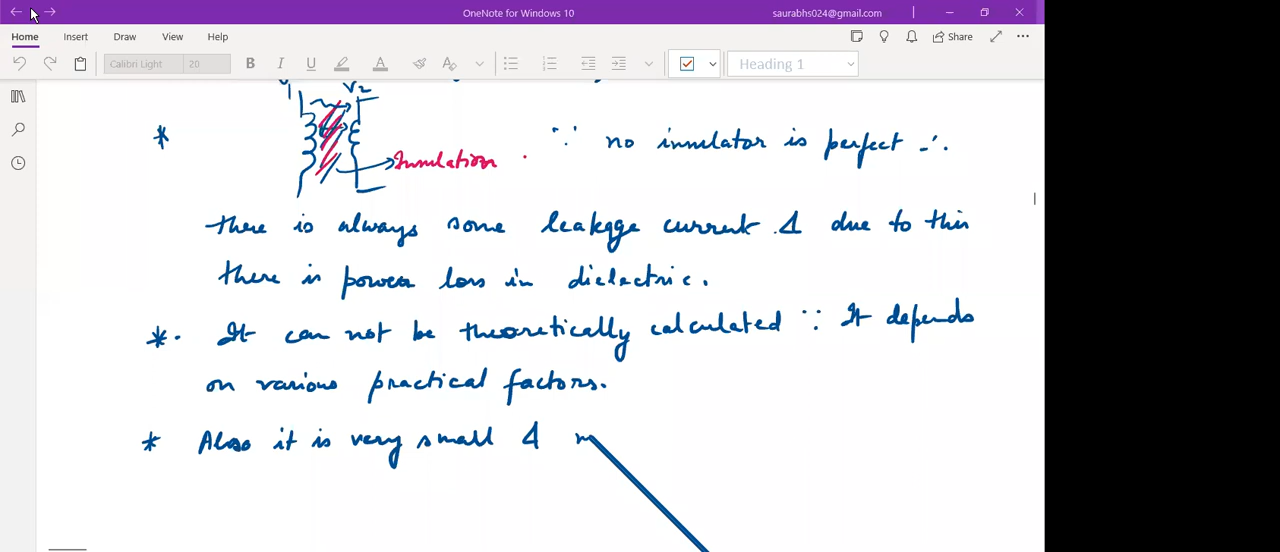 OneNote for Windows 10
saurabhs024@gmail.com
Home Insert Draw View Help
Share
Calibri Light 20 B I U A Heading 1
V1 V2
* Insulation . ∵ no insulator is perfect ∴
there is always some leakage current & due to this
there is power loss in dielectric.
*. It can not be theoretically calculated ∵ It depends
on various practical factors.
* Also it is very small &